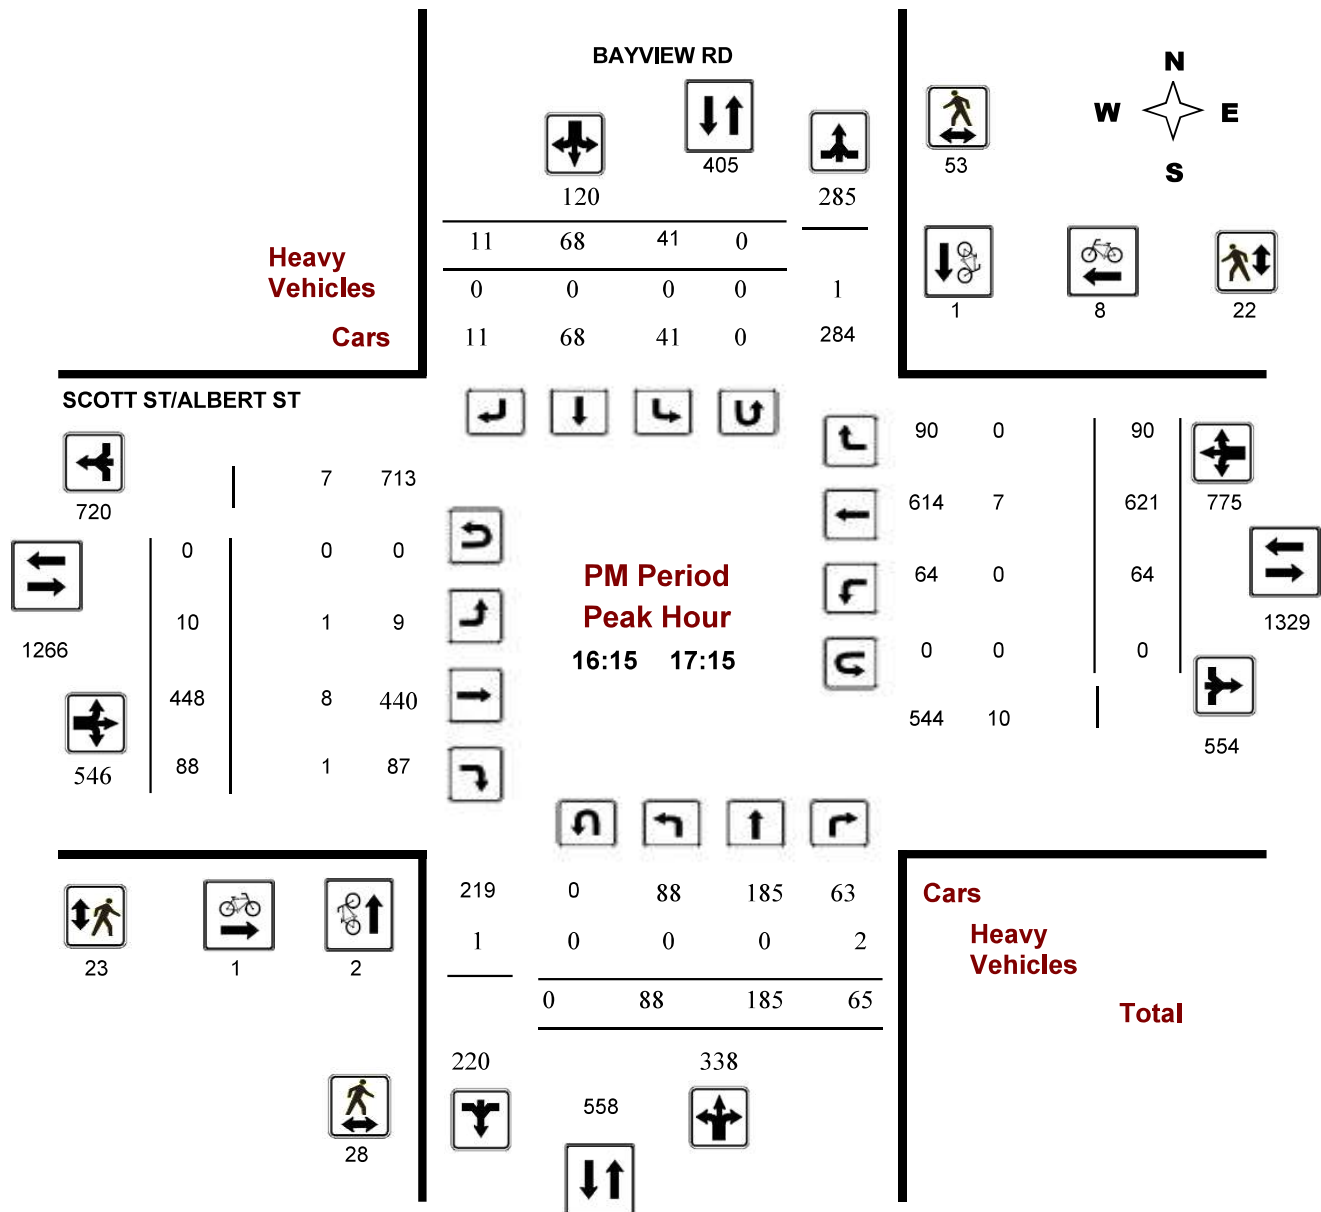 BAYVIEW RD
N
W E
S
405
53
120
285
11 68 41 0
Heavy
Vehicles
0 0 0 0 1
Cars
11 68 41 0 284
1 8 22
SCOTT ST/ALBERT ST
90 0 90
7 713
720
614 7 621 775
0 0 0
PM Period
64 0 64
Peak Hour
10 1 9
1266
1329
16:15 17:15
0 0 0
448 8 440
544 10
554
546
88 1 87
219 0 88 185 63
Cars
1 0 0 0 2
Heavy
Vehicles
23 1 2
0 88 185 65
Total
220 338
558
28